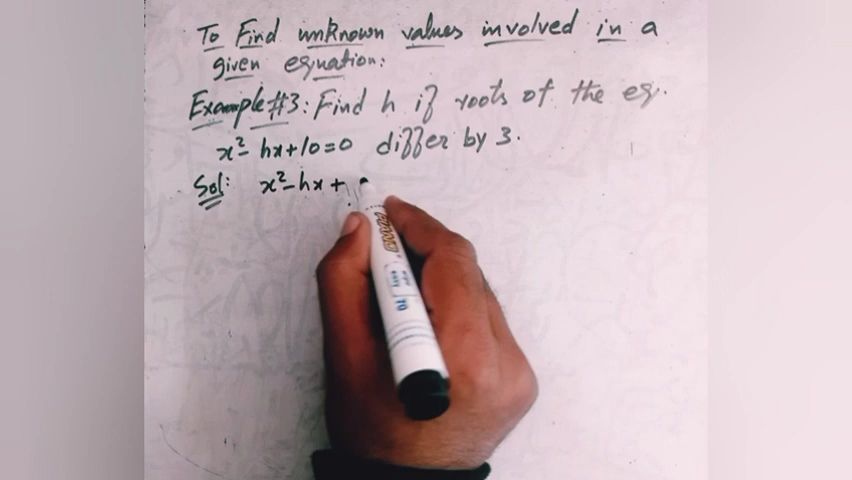 To Find unknown values involved in a
given equation:
Example#3: Find h if roots of the eq.
x²- hx+10=0 differ by 3.
Sol: x²-hx+
70